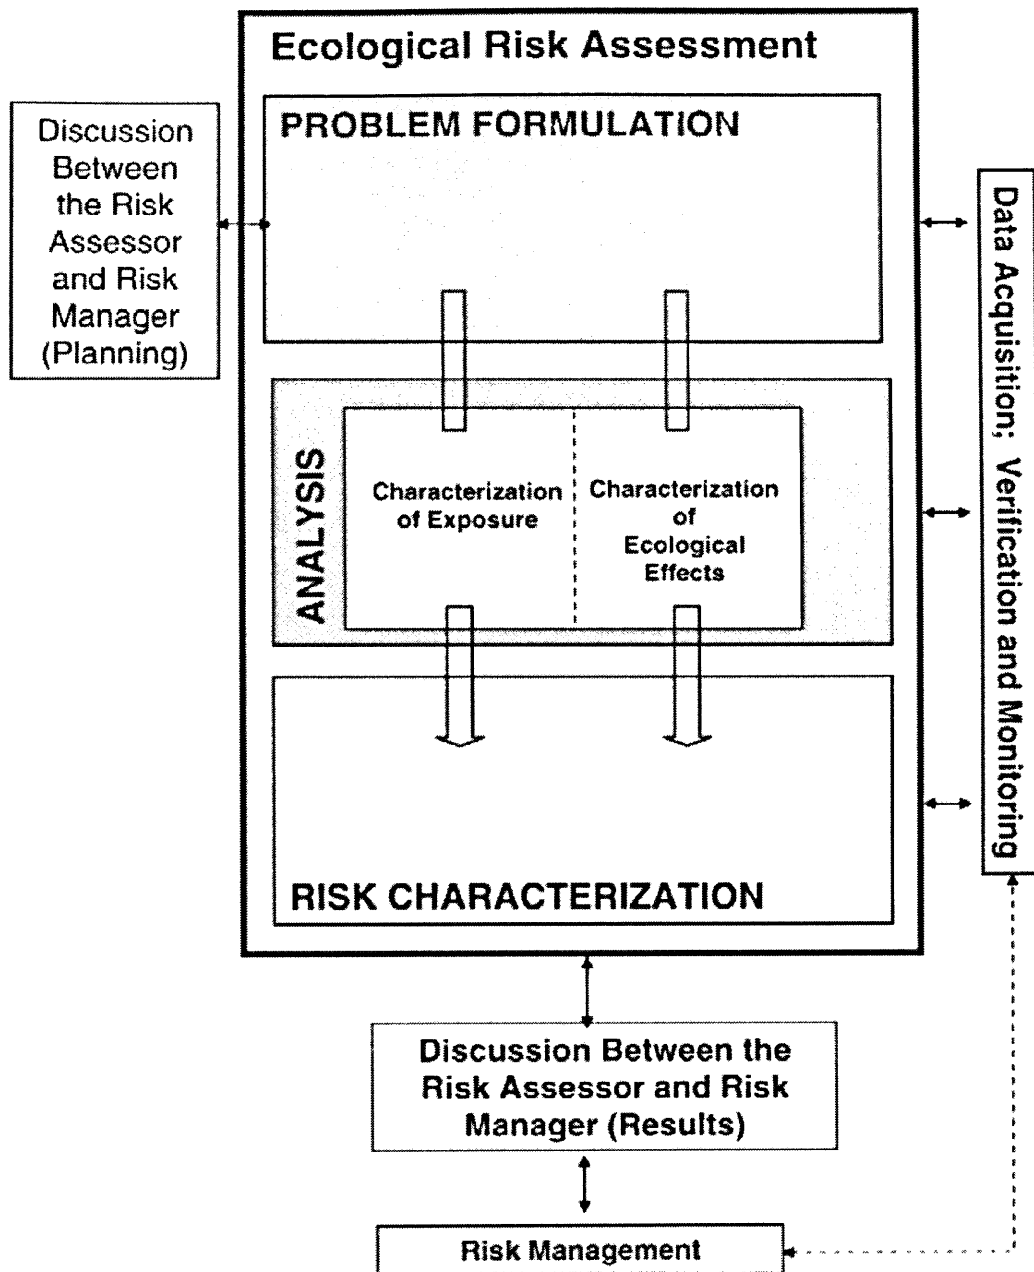 Ecological Risk Assessment
PROBLEM FORMULATION
Discussion
Between
the Risk
Assessor
and Risk
Manager
(Planning)
Data Acquisition; Verification and Monitoring
ANALYSIS
Characterization
of Exposure
Characterization
of
Ecological
Effects
RISK CHARACTERIZATION
Discussion Between the
Risk Assessor and Risk
Manager (Results)
Risk Management